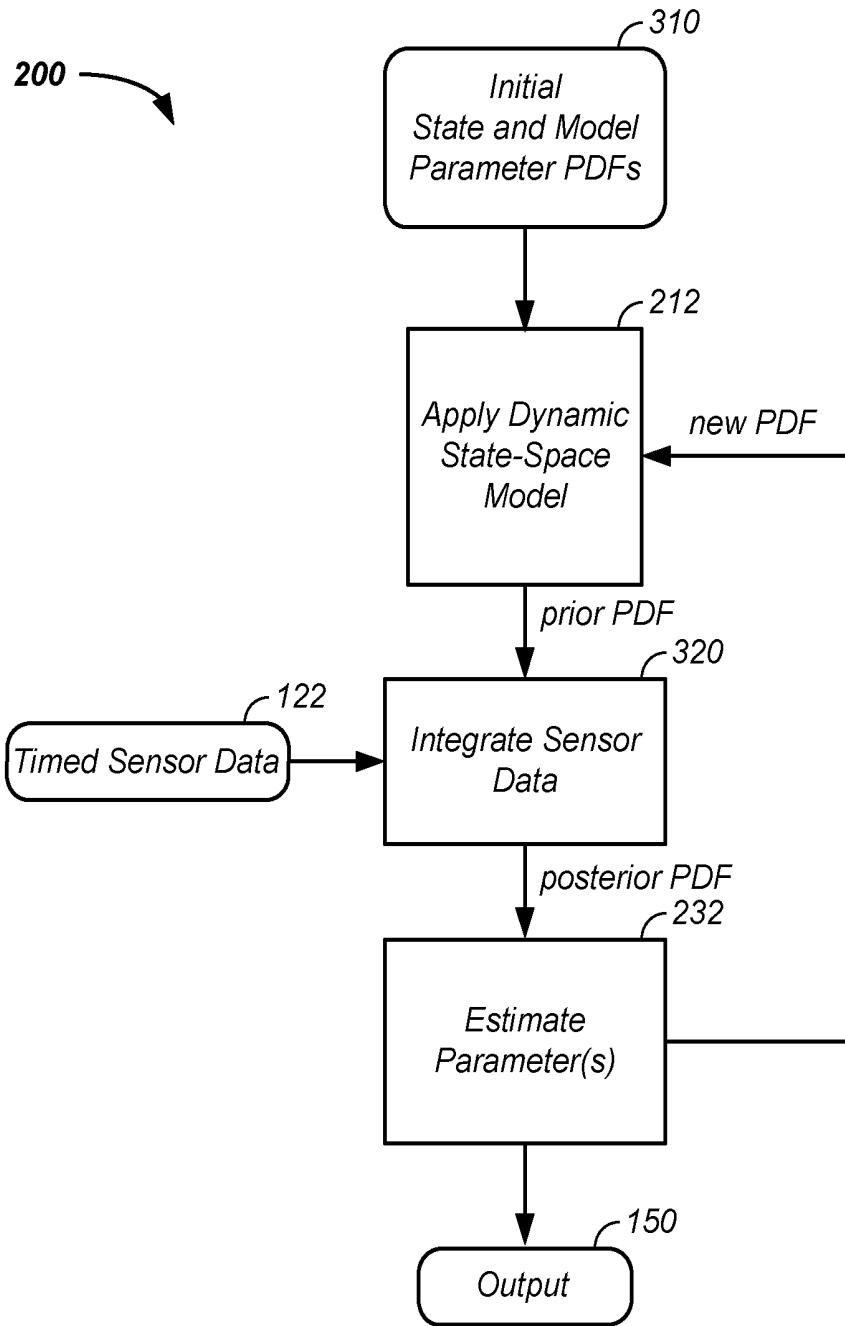 310
200
Initial
State and Model
Parameter PDFs
212
Apply Dynamic
State-Space
Model
new PDF
prior PDF
320
122
Timed Sensor Data
Integrate Sensor
Data
posterior PDF
232
Estimate
Parameter(s)
150
Output